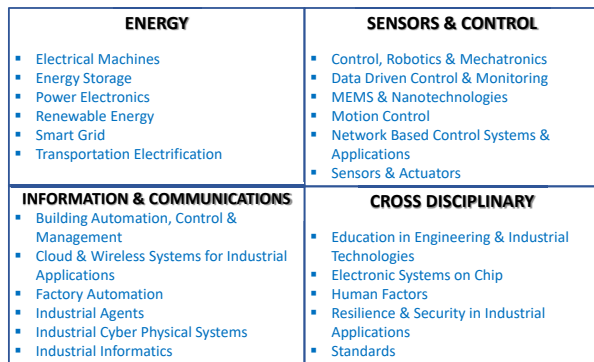 ENERGY
▪ Electrical Machines
▪ Energy Storage
▪ Power Electronics
▪ Renewable Energy
▪ Smart Grid
▪ Transportation Electrification
SENSORS & CONTROL
▪ Control, Robotics & Mechatronics
▪ Data Driven Control & Monitoring
▪ MEMS & Nanotechnologies
▪ Motion Control
▪ Network Based Control Systems &
Applications
▪ Sensors & Actuators
INFORMATION & COMMUNICATIONS
▪ Building Automation, Control &
Management
▪ Cloud & Wireless Systems for Industrial
Applications
▪ Factory Automation
▪ Industrial Agents
▪ Industrial Cyber Physical Systems
▪ Industrial Informatics
CROSS DISCIPLINARY
▪ Education in Engineering & Industrial
Technologies
▪ Electronic Systems on Chip
▪ Human Factors
▪ Resilience & Security in Industrial
Applications
▪ Standards